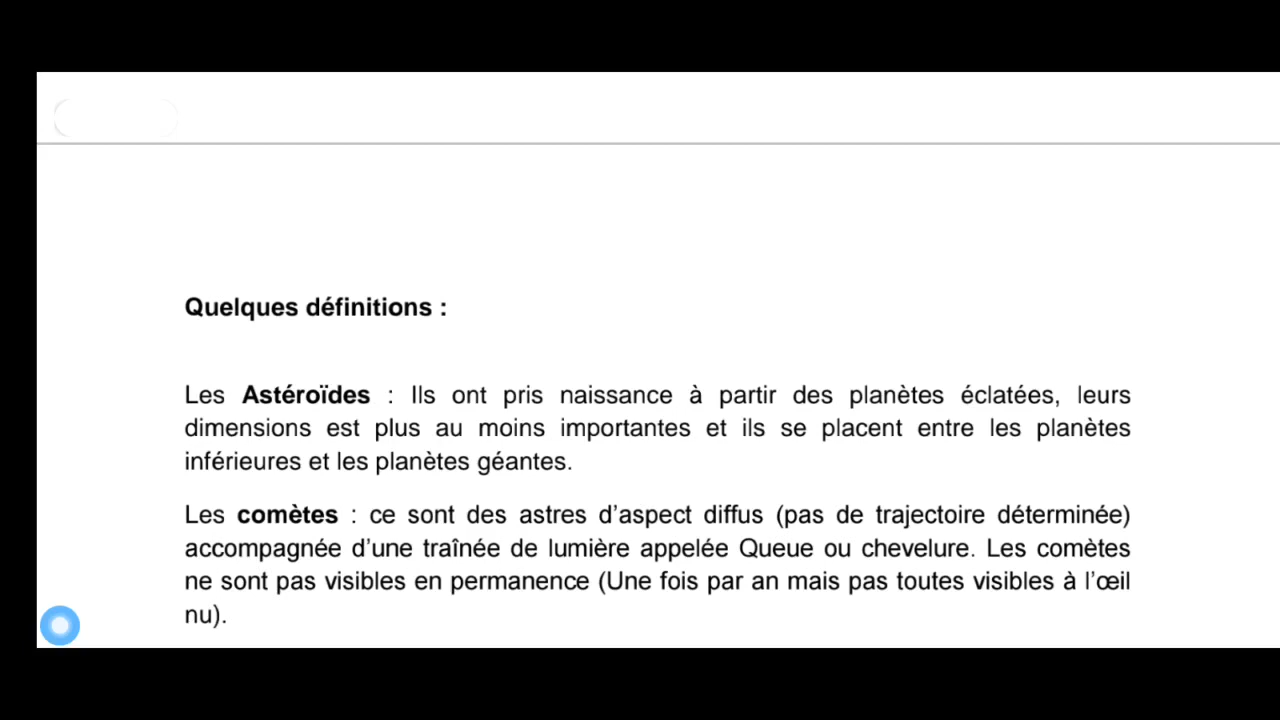 Quelques définitions :
Les Astéroïdes : Ils ont pris naissance à partir des planètes éclatées, leurs
dimensions est plus au moins importantes et ils se placent entre les planètes
inférieures et les planètes géantes.
Les comètes : ce sont des astres d’aspect diffus (pas de trajectoire déterminée)
accompagnée d’une traînée de lumière appelée Queue ou chevelure. Les comètes
ne sont pas visibles en permanence (Une fois par an mais pas toutes visibles à l’œil
nu).